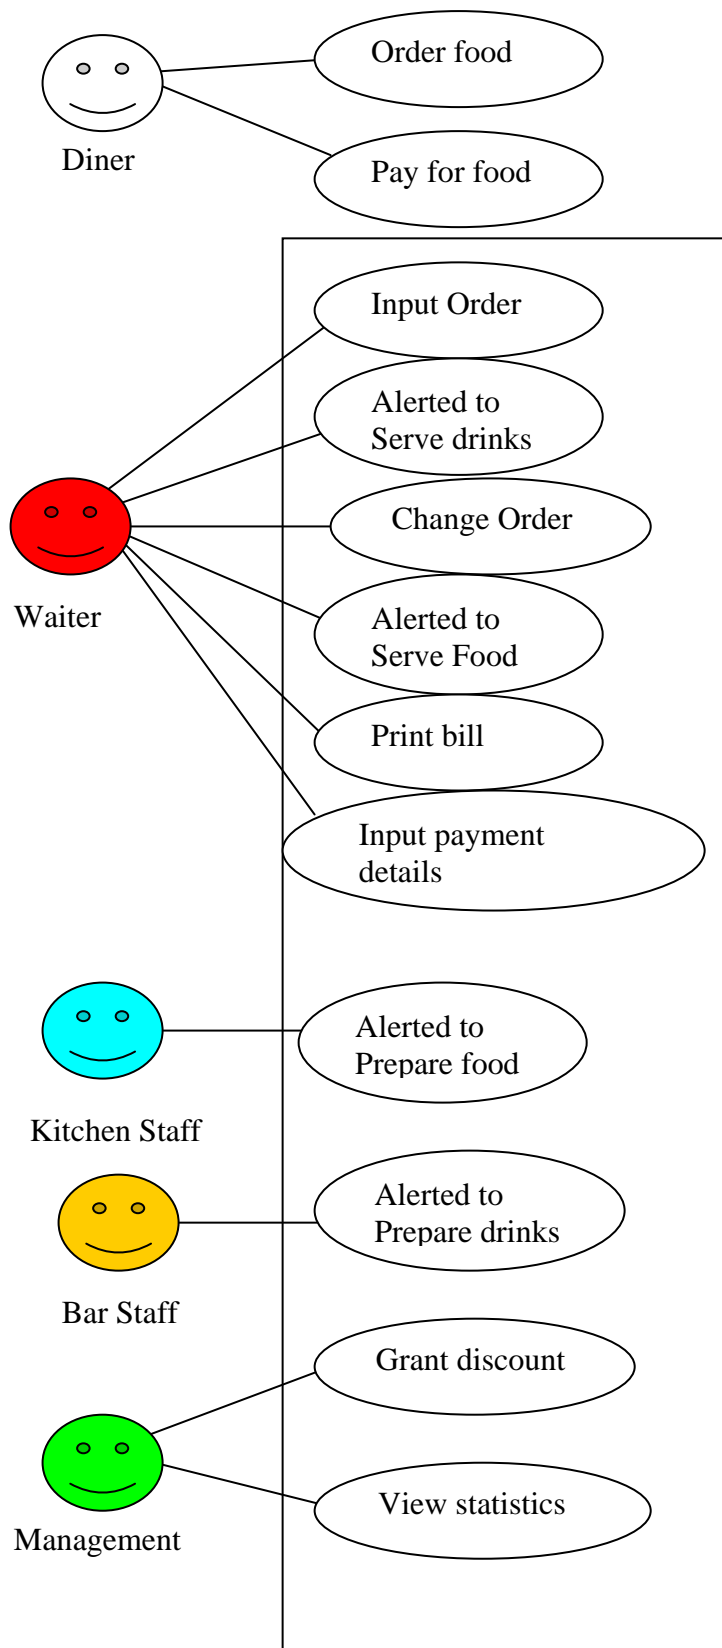 Order food
Diner
Pay for food
Input Order
Alerted to
Serve drinks
Change Order
Waiter
Alerted to
Serve Food
Print bill
Input payment
details
Alerted to
Prepare food
Kitchen Staff
Alerted to
Prepare drinks
Bar Staff
Grant discount
View statistics
Management